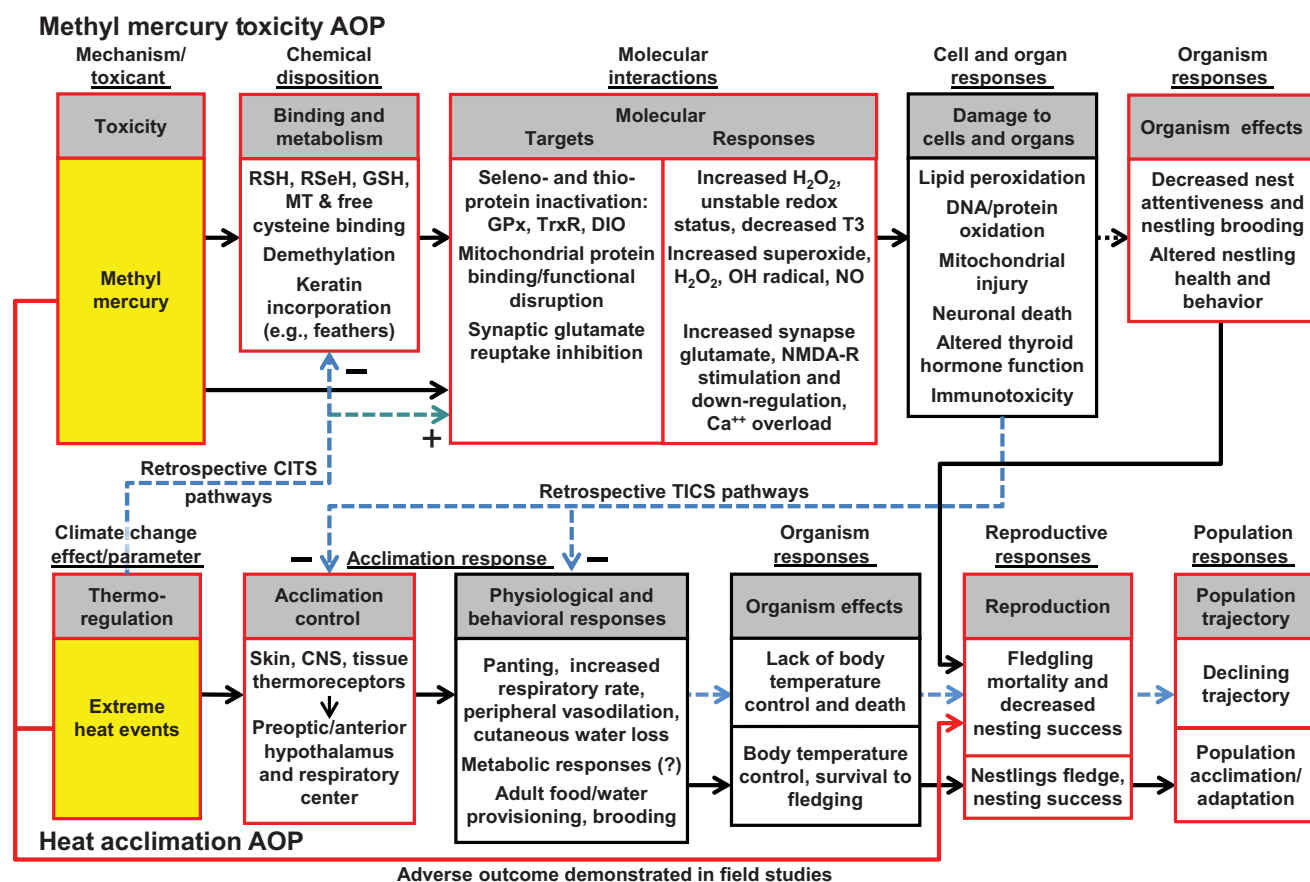 Methyl mercury toxicity AOP
Mechanism/
toxicant
Chemical
disposition
Molecular
interactions
Cell and organ
responses
Organism
responses
Toxicity
Methyl
mercury
Binding and
metabolism
RSH, RSeH, GSH,
MT & free
cysteine binding
Demethylation
Keratin
incorporation
(e.g., feathers)
Molecular
Targets
Responses
Seleno- and thio-
protein inactivation:
GPx, TrxR, DIO
Mitochondrial protein
binding/functional
disruption
Synaptic glutamate
reuptake inhibition
Increased H₂O₂,
unstable redox
status, decreased T3
Increased superoxide,
H₂O₂, OH radical, NO
Increased synapse
glutamate, NMDA-R
stimulation and
down-regulation,
Ca⁺⁺ overload
Damage to
cells and organs
Lipid peroxidation
DNA/protein
oxidation
Mitochondrial
injury
Neuronal death
Altered thyroid
hormone function
Immunotoxicity
Organism effects
Decreased nest
attentiveness and
nestling brooding
Altered nestling
health and
behavior
–
+
Retrospective CITS
pathways
Retrospective TICS pathways
Climate change
effect/parameter
–
Acclimation response
–
Organism
responses
Reproductive
responses
Population
responses
Thermo-
regulation
Extreme
heat events
Acclimation
control
Skin, CNS, tissue
thermoreceptors
Preoptic/anterior
hypothalamus
and respiratory
center
Physiological and
behavioral responses
Panting, increased
respiratory rate,
peripheral vasodilation,
cutaneous water loss
Metabolic responses (?)
Adult food/water
provisioning, brooding
Organism effects
Lack of body
temperature
control and death
Body temperature
control, survival to
fledging
Reproduction
Fledgling
mortality and
decreased
nesting success
Nestlings fledge,
nesting success
Population
trajectory
Declining
trajectory
Population
acclimation/
adaptation
Heat acclimation AOP
Adverse outcome demonstrated in field studies